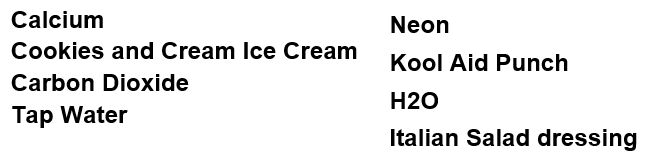 Calcium
Cookies and Cream Ice Cream
Carbon Dioxide
Tap Water
Neon
Kool Aid Punch
H2O
Italian Salad dressing